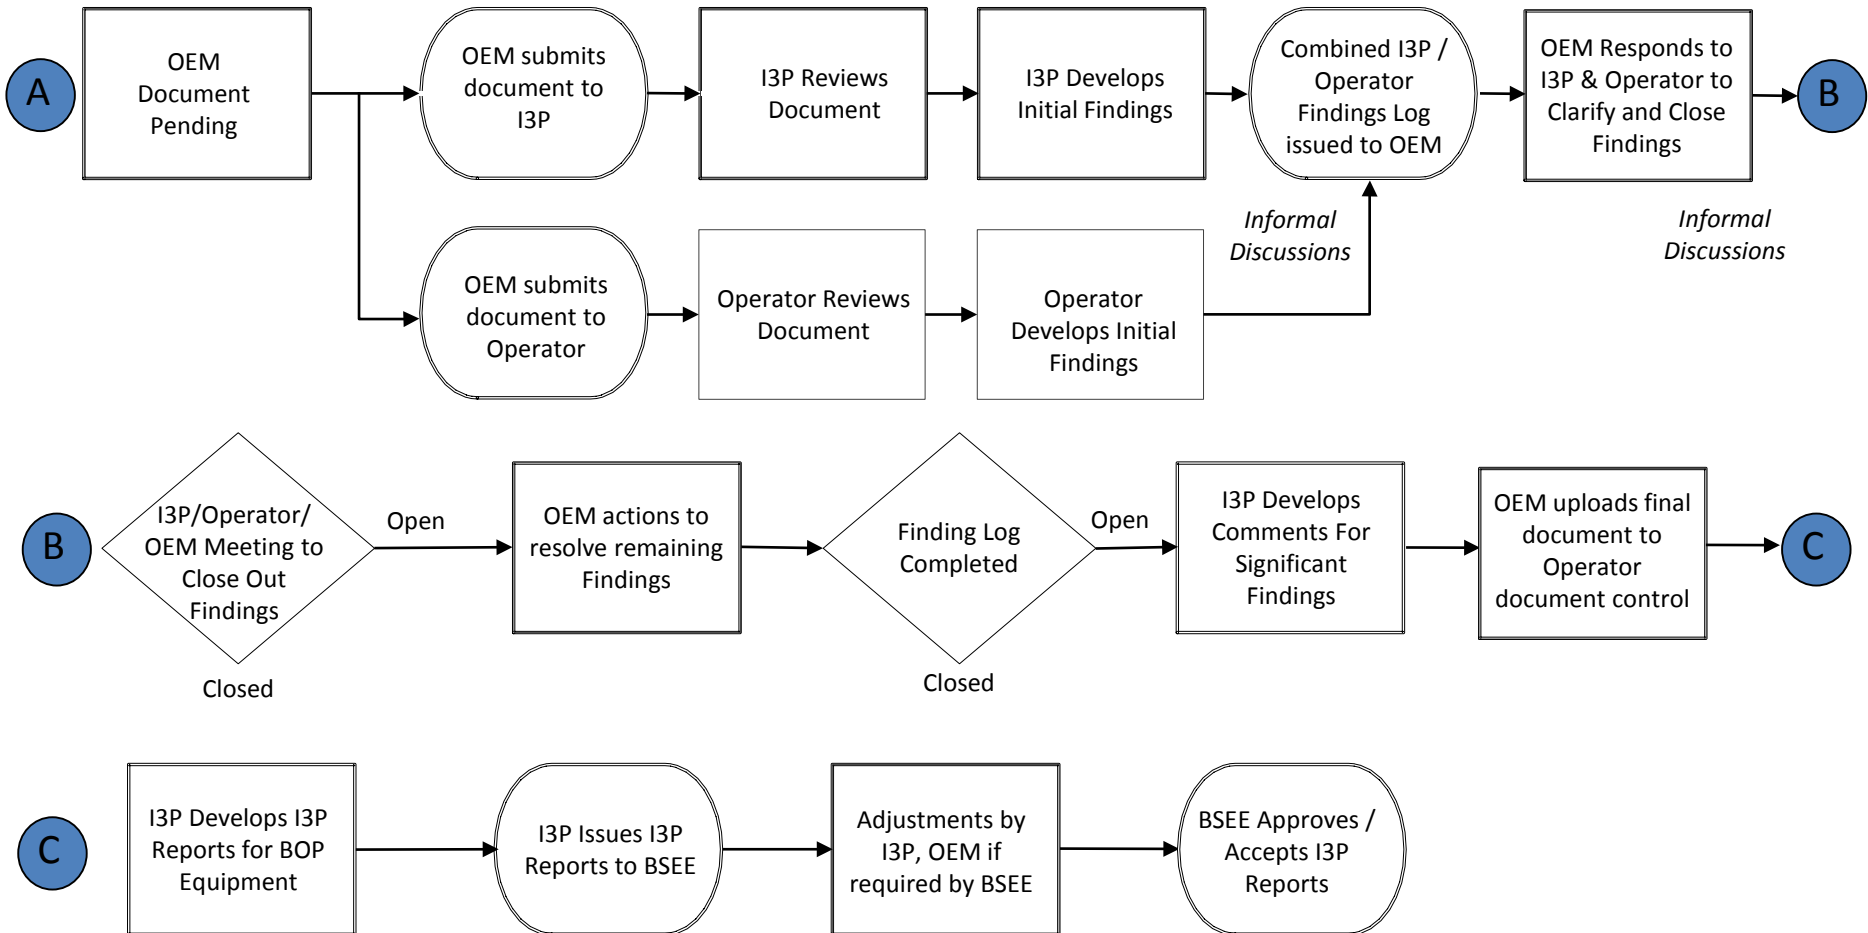 A
OEM
Document
Pending
OEM submits
document to
I3P
I3P Reviews
Document
I3P Develops
Initial Findings
Combined I3P /
Operator
Findings Log
issued to OEM
OEM Responds to
I3P & Operator to
Clarify and Close
Findings
B
Informal
Discussions
Informal
Discussions
OEM submits
document to
Operator
Operator Reviews
Document
Operator
Develops Initial
Findings
B
I3P/Operator/
OEM Meeting to
Close Out
Findings
Open
Closed
OEM actions to
resolve remaining
Findings
Finding Log
Completed
Open
Closed
I3P Develops
Comments For
Significant
Findings
OEM uploads final
document to
Operator
document control
C
C
I3P Develops I3P
Reports for BOP
Equipment
I3P Issues I3P
Reports to BSEE
Adjustments by
I3P, OEM if
required by BSEE
BSEE Approves /
Accepts I3P
Reports